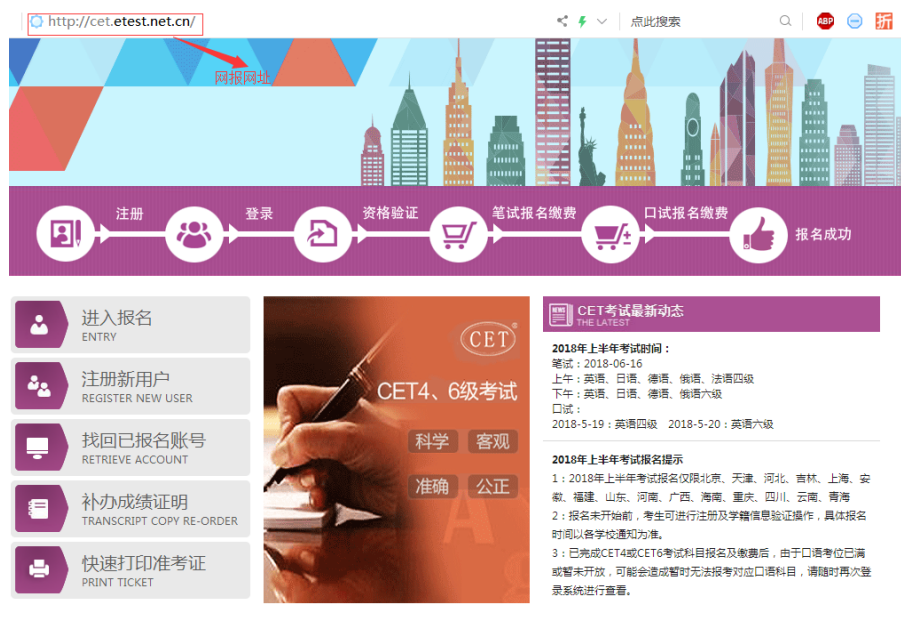 http://cet.etest.net.cn/
点此搜索
ABP
折
网报网址
注册
登录
资格验证
笔试报名缴费
口试报名缴费
报名成功
进入报名
ENTRY
注册新用户
REGISTER NEW USER
找回已报名账号
RETRIEVE ACCOUNT
补办成绩证明
TRANSCRIPT COPY RE-ORDER
快速打印准考证
PRINT TICKET
CET®
CET4、6级考试
科学 客观
准确 公正
NEWS
CET考试最新动态
THE LATEST
2018年上半年考试时间：
笔试：2018-06-16
上午：英语、日语、德语、俄语、法语四级
下午：英语、日语、德语、俄语六级
口试：
2018-5-19：英语四级 2018-5-20：英语六级
2018年上半年考试报名提示
1：2018年上半年考试报名仅限北京、天津、河北、吉林、上海、安
徽、福建、山东、河南、广西、海南、重庆、四川、云南、青海
2：报名未开始前，考生可进行注册及学籍信息验证操作，具体报名
时间以各学校通知为准。
3：已完成CET4或CET6考试科目报名及缴费后，由于口语考位已满
或暂未开放，可能会造成暂时无法报考对应口语科目，请随时再次登
录系统进行查看。